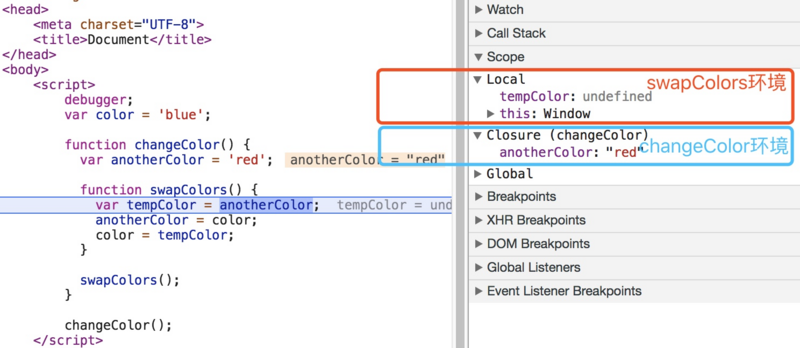 <head>
<meta charset="UTF-8">
<title>Document</title>
</head>
<body>
<script>
debugger;
var color = 'blue';
function changeColor() {
var anotherColor = 'red'; anotherColor = "red"
function swapColors() {
var tempColor = anotherColor; tempColor = und
anotherColor = color;
color = tempColor;
}
swapColors();
}
changeColor();
</script>
Watch
Call Stack
Scope
Local
swapColors环境
tempColor: undefined
this: Window
Closure (changeColor)
anotherColor: "red"
changeColor环境
Global
Breakpoints
XHR Breakpoints
DOM Breakpoints
Global Listeners
Event Listener Breakpoints